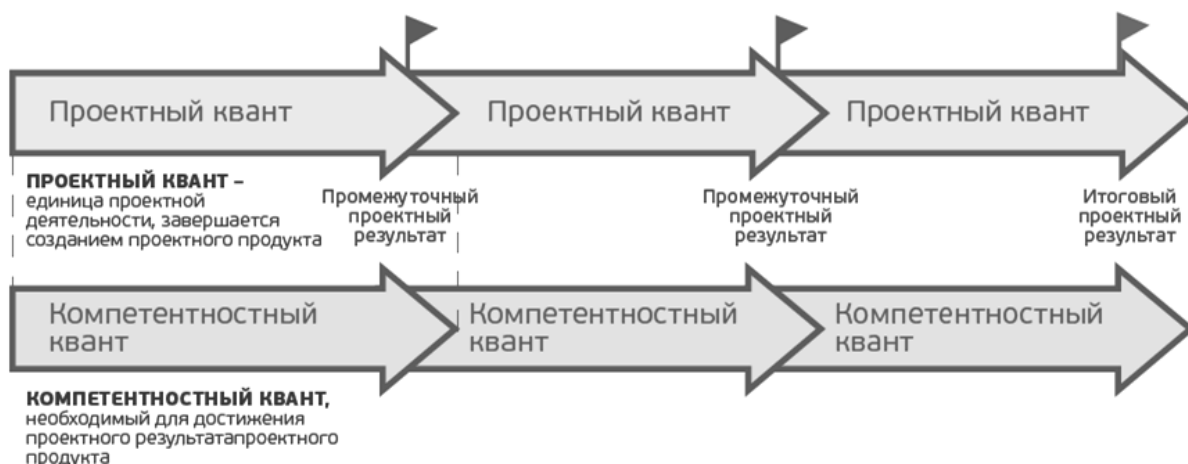 Проектный квант
Проектный квант
Проектный квант
ПРОЕКТНЫЙ КВАНТ –
единица проектной
деятельности, завершается
созданием проектного продукта
Промежуточный
проектный
результат
Промежуточный
проектный
результат
Итоговый
проектный
результат
Компетентностный
квант
Компетентностный
квант
Компетентностный
квант
КОМПЕТЕНТНОСТНЫЙ КВАНТ,
необходимый для достижения
проектного результатапроектного
продукта